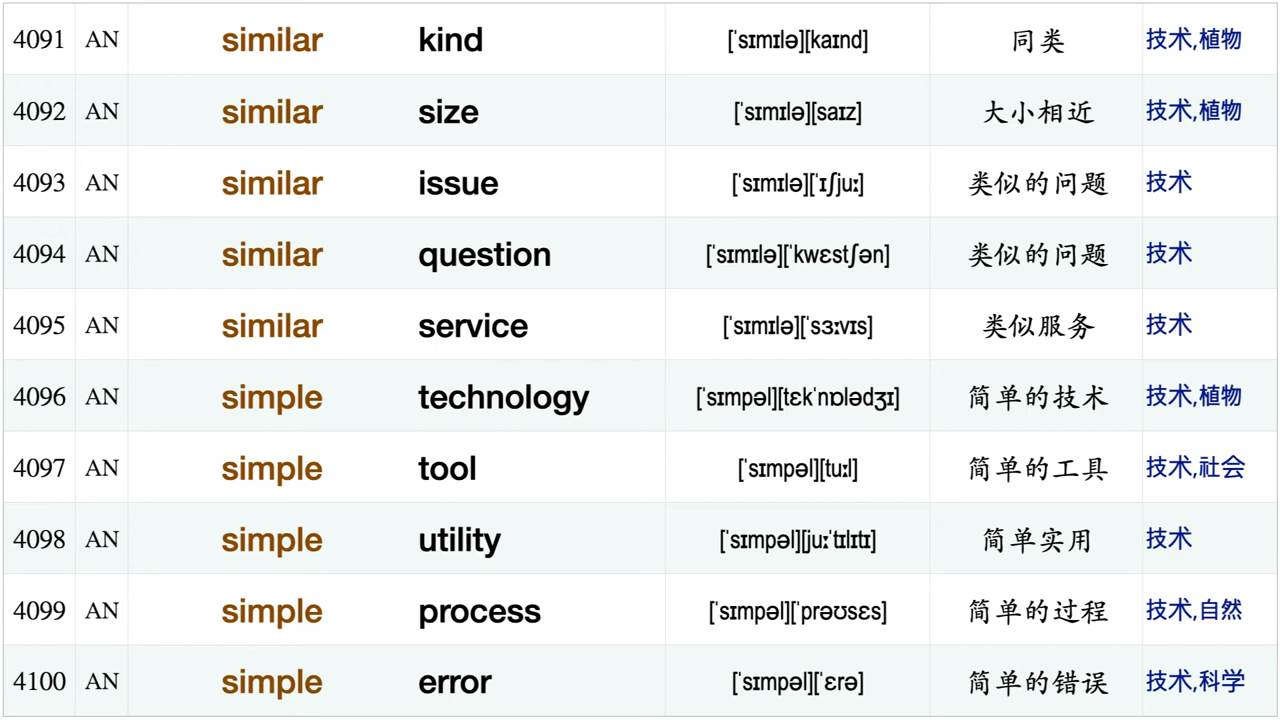 4091 AN similar kind [ˈsɪmɪlə][kaɪnd] 同类 技术,植物
4092 AN similar size [ˈsɪmɪlə][saɪz] 大小相近 技术,植物
4093 AN similar issue [ˈsɪmɪlə][ˈɪʃjuː] 类似的问题 技术
4094 AN similar question [ˈsɪmɪlə][ˈkwɛstʃən] 类似的问题 技术
4095 AN similar service [ˈsɪmɪlə][ˈsɜːvɪs] 类似服务 技术
4096 AN simple technology [ˈsɪmpəl][tɛkˈnɒlədʒɪ] 简单的技术 技术,植物
4097 AN simple tool [ˈsɪmpəl][tuːl] 简单的工具 技术,社会
4098 AN simple utility [ˈsɪmpəl][juːˈtɪlɪtɪ] 简单实用 技术
4099 AN simple process [ˈsɪmpəl][ˈprəʊsɛs] 简单的过程 技术,自然
4100 AN simple error [ˈsɪmpəl][ˈɛrə] 简单的错误 技术,科学